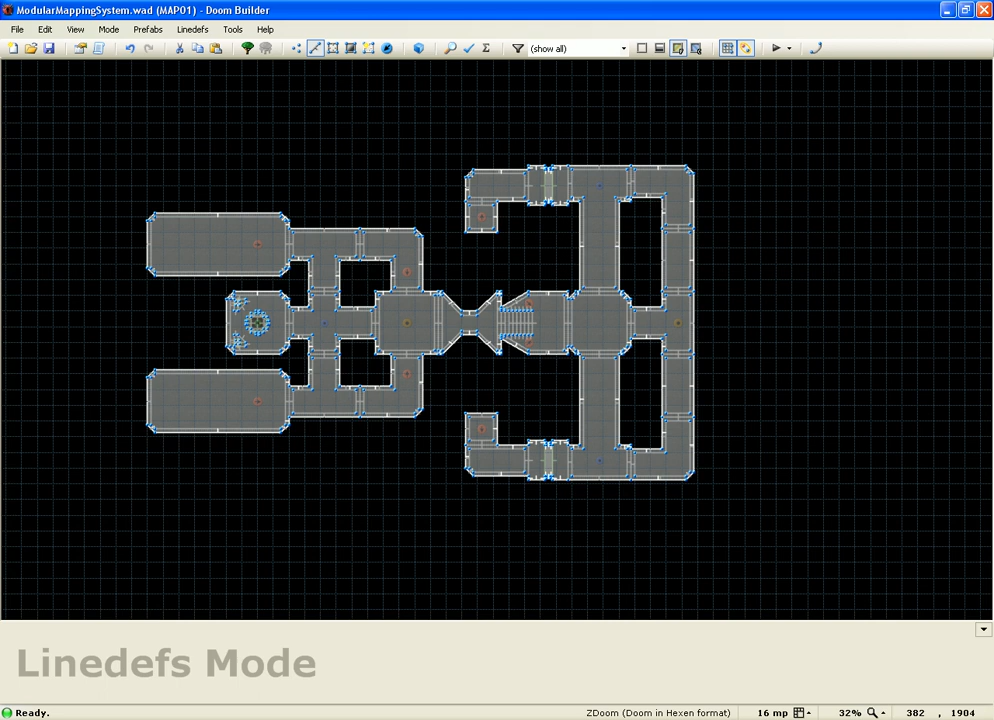 ModularMappingSystem.wad (MAP01) - Doom Builder
File Edit View Mode Prefabs Linedefs Tools Help
(show all)
Linedefs Mode
Ready. ZDoom (Doom in Hexen format) 16 mp 32% 382 , 1904